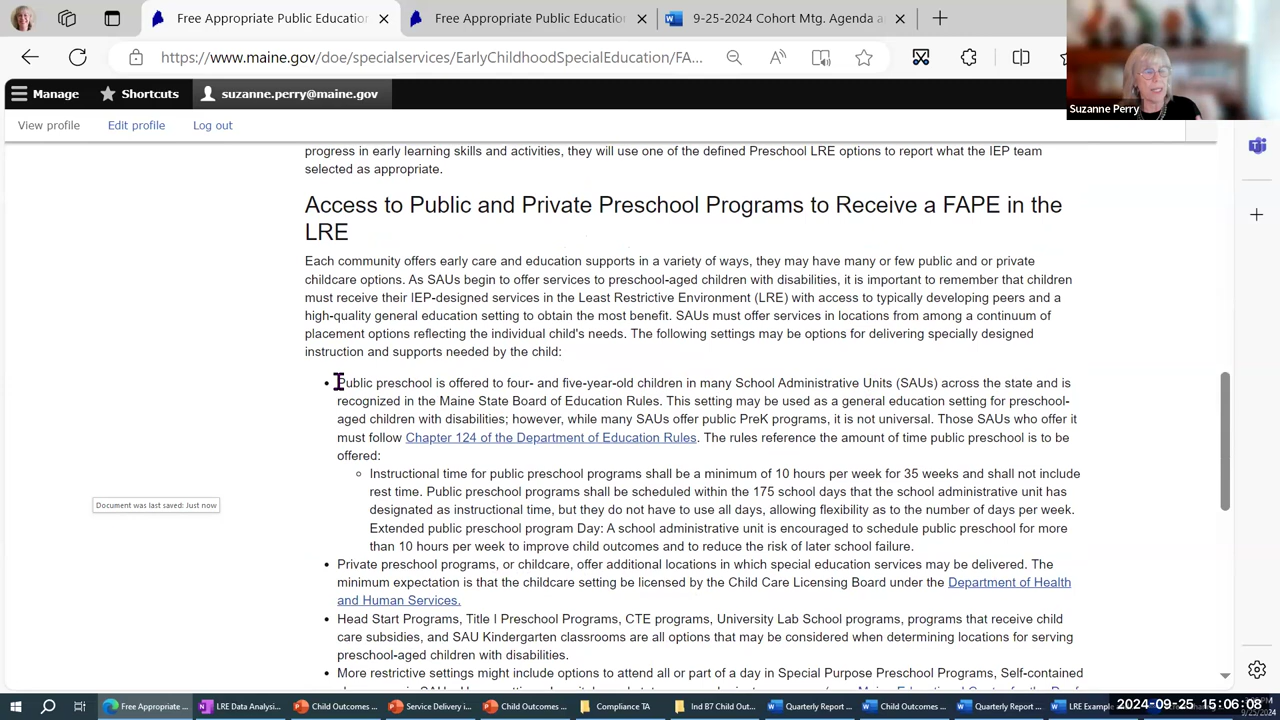 Free Appropriate Public Education
Free Appropriate Public Educatio
9-25-2024 Cohort Mtg. Agenda a
https://www.maine.gov/doe/specialservices/EarlyChildhoodSpecialEducation/FA...
Manage
Shortcuts
suzanne.perry@maine.gov
Suzanne Perry
View profile
Edit profile
Log out
progress in early learning skills and activities, they will use one of the defined Preschool LRE options to report what the IEP team
selected as appropriate.
Access to Public and Private Preschool Programs to Receive a FAPE in the
LRE
Each community offers early care and education supports in a variety of ways, they may have many or few public and or private
childcare options. As SAUs begin to offer services to preschool-aged children with disabilities, it is important to remember that children
must receive their IEP-designed services in the Least Restrictive Environment (LRE) with access to typically developing peers and a
high-quality general education setting to obtain the most benefit. SAUs must offer services in locations from among a continuum of
placement options reflecting the individual child's needs. The following settings may be options for delivering specially designed
instruction and supports needed by the child:
• Public preschool is offered to four- and five-year-old children in many School Administrative Units (SAUs) across the state and is
recognized in the Maine State Board of Education Rules. This setting may be used as a general education setting for preschool-
aged children with disabilities; however, while many SAUs offer public PreK programs, it is not universal. Those SAUs who offer it
must follow Chapter 124 of the Department of Education Rules. The rules reference the amount of time public preschool is to be
offered:
Instructional time for public preschool programs shall be a minimum of 10 hours per week for 35 weeks and shall not include
rest time. Public preschool programs shall be scheduled within the 175 school days that the school administrative unit has
Document was last saved: Just now
designated as instructional time, but they do not have to use all days, allowing flexibility as to the number of days per week.
Extended public preschool program Day: A school administrative unit is encouraged to schedule public preschool for more
than 10 hours per week to improve child outcomes and to reduce the risk of later school failure.
• Private preschool programs, or childcare, offer additional locations in which special education services may be delivered. The
minimum expectation is that the childcare setting be licensed by the Child Care Licensing Board under the Department of Health
and Human Services.
• Head Start Programs, Title I Preschool Programs, CTE programs, University Lab School programs, programs that receive child
care subsidies, and SAU Kindergarten classrooms are all options that may be considered when determining locations for serving
preschool-aged children with disabilities.
• More restrictive settings might include options to attend all or part of a day in Special Purpose Preschool Programs, Self-contained
Free Appropriate ...
LRE Data Analysi...
Child Outcomes ...
Service Delivery i...
Child Outcomes ...
Compliance TA
Ind B7 Child Out...
Quarterly Report ...
Child Outcomes ...
Quarterly Report ...
LRE Example
2024-09-25 15:06:08